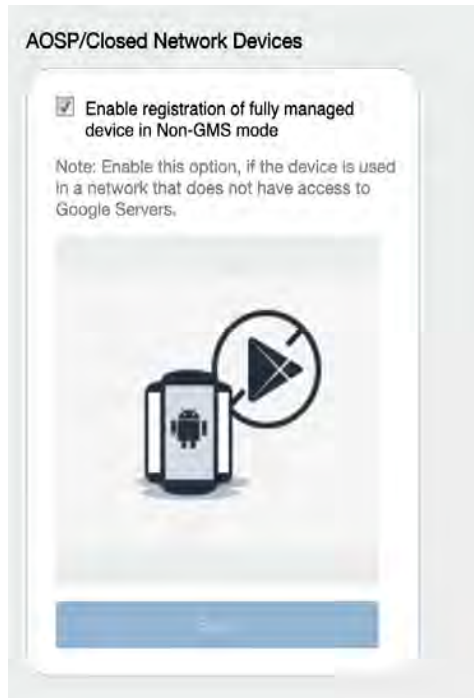 AOSP/Closed Network Devices
Enable registration of fully managed
device in Non-GMS mode
Note: Enable this option, if the device is used
in a network that does not have access to
Google Servers.